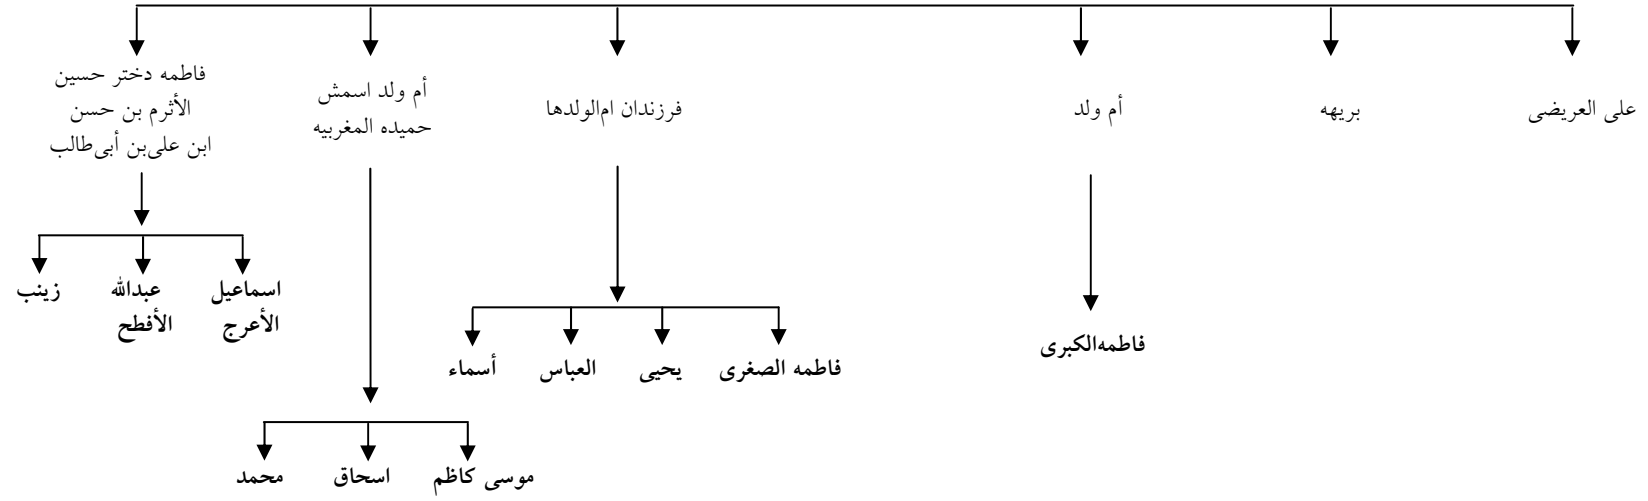 علی العریضی
بریهه
أم ولد
فرزندان ام‌الولدها
أم ولد اسمش
حمیده المغربیه
فاطمه دختر حسین
الأثرم بن حسن
ابن علی‌بن أبی‌طالب
فاطمه‌الکبری
فاطمه الصغری
یحیی
العباس
أسماء
موسی کاظم
اسحاق
محمد
اسماعیل
الأعرج
عبدالله
الأفطح
زینب